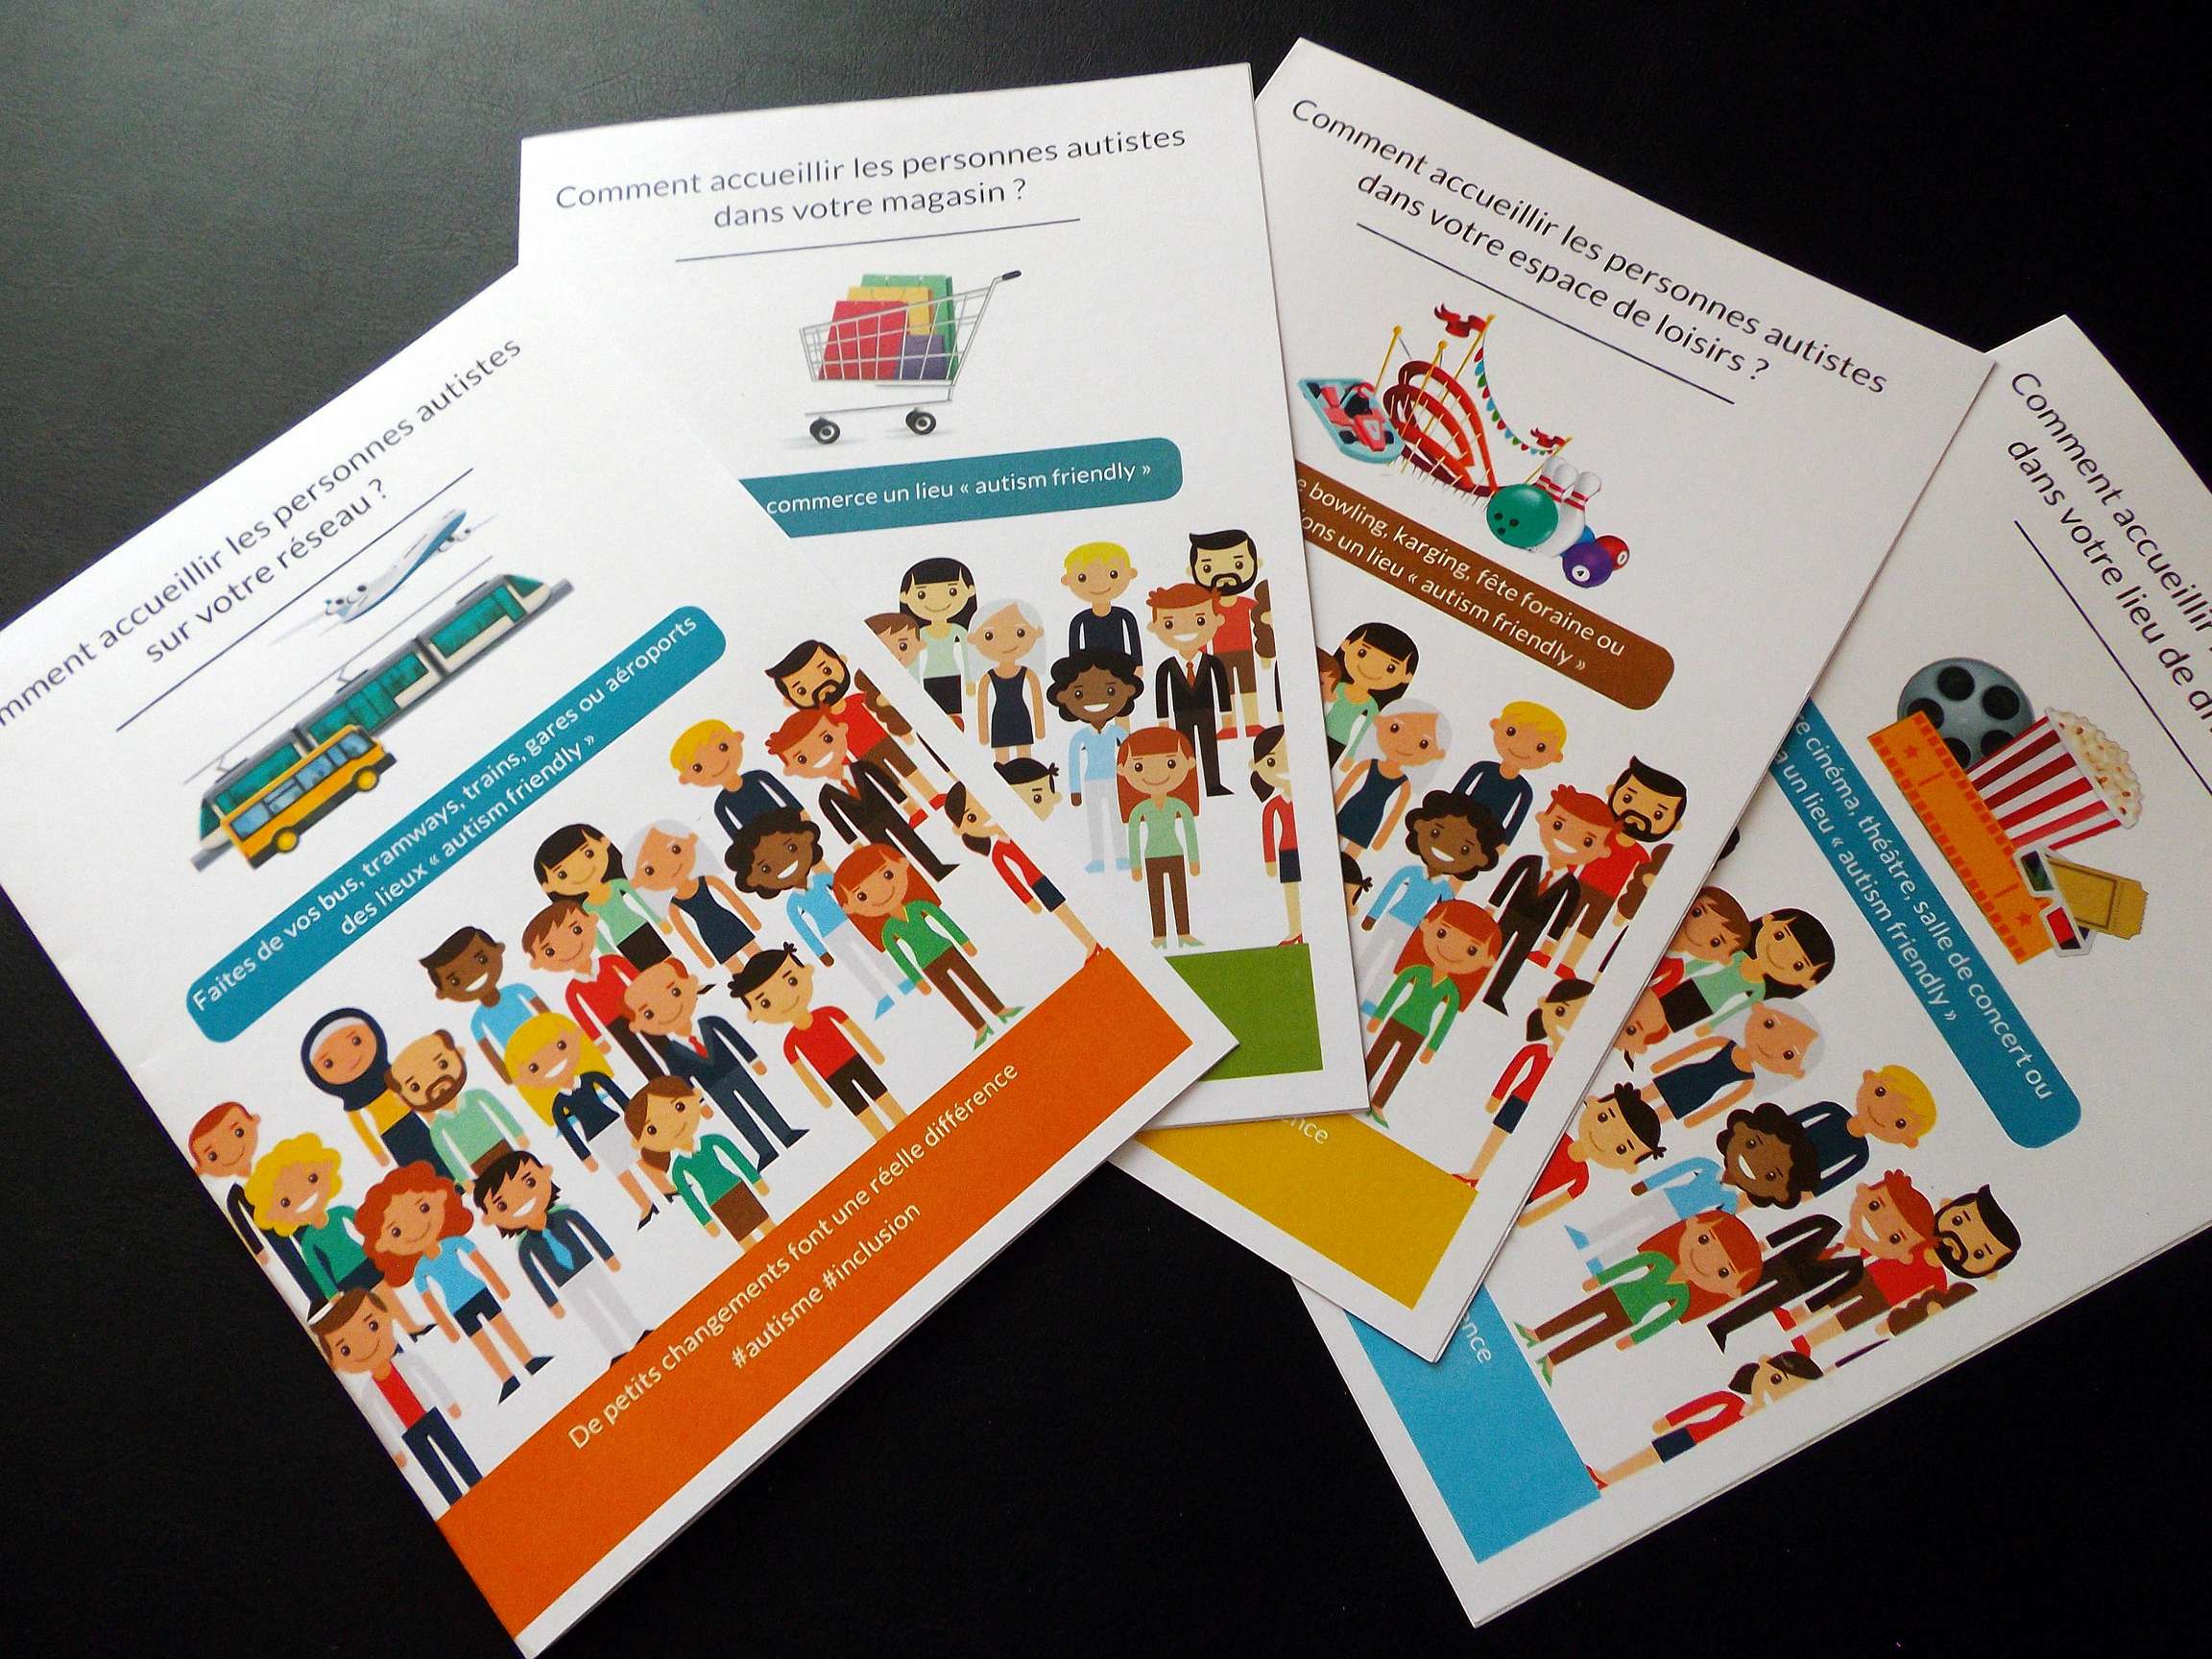 accueillir les personnes autistes
sur votre réseau ?
Faites de vos bus, tramways, trains, gares ou aéroports
des lieux « autism friendly »
De petits changements font une réelle différence
#autisme #inclusion
Comment accueillir les personnes autistes
dans votre magasin ?
commerce un lieu « autism friendly »
Comment accueillir les personnes autistes
dans votre espace de loisirs ?
bowling, karging, fête foraine ou
un lieu « autism friendly »
Comment accueillir
dans votre lieu de
cinéma, théâtre, salle de concert ou
un lieu « autism friendly »